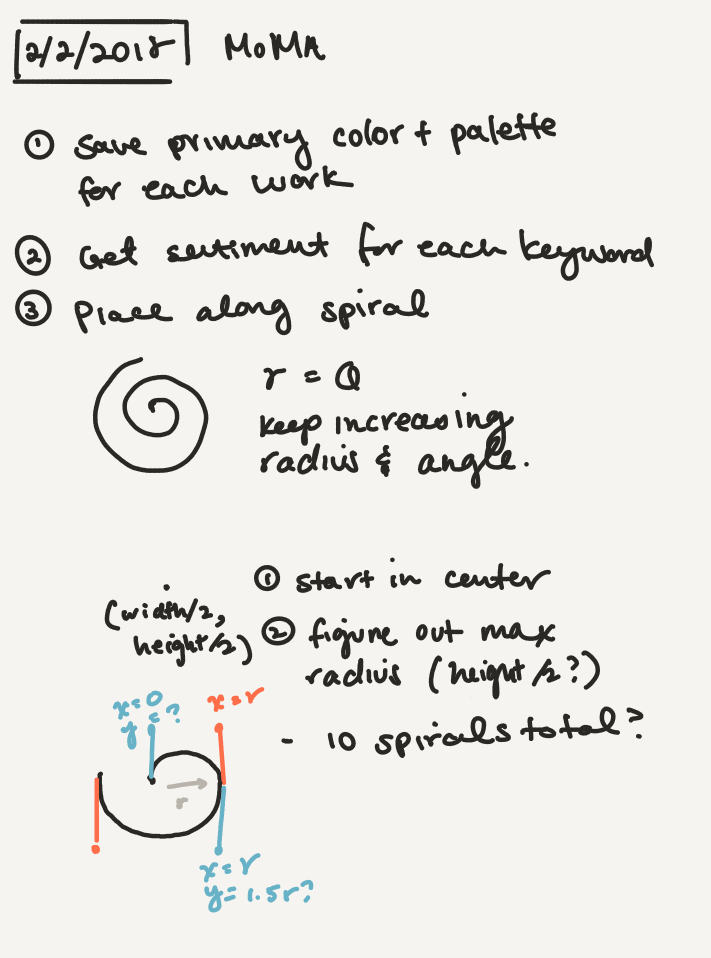 2/2/2018 MoMA
① save primary color + palette
for each work
② Get sentiment for each keyword
③ Place along spiral
r = θ
keep increasing
radius & angle.
① start in center
(width/2,
height/2)
② figure out max
radius (height/2?)
- 10 spirals total?
x=0
y=?
x=r
r
x=r
y=1.5r?